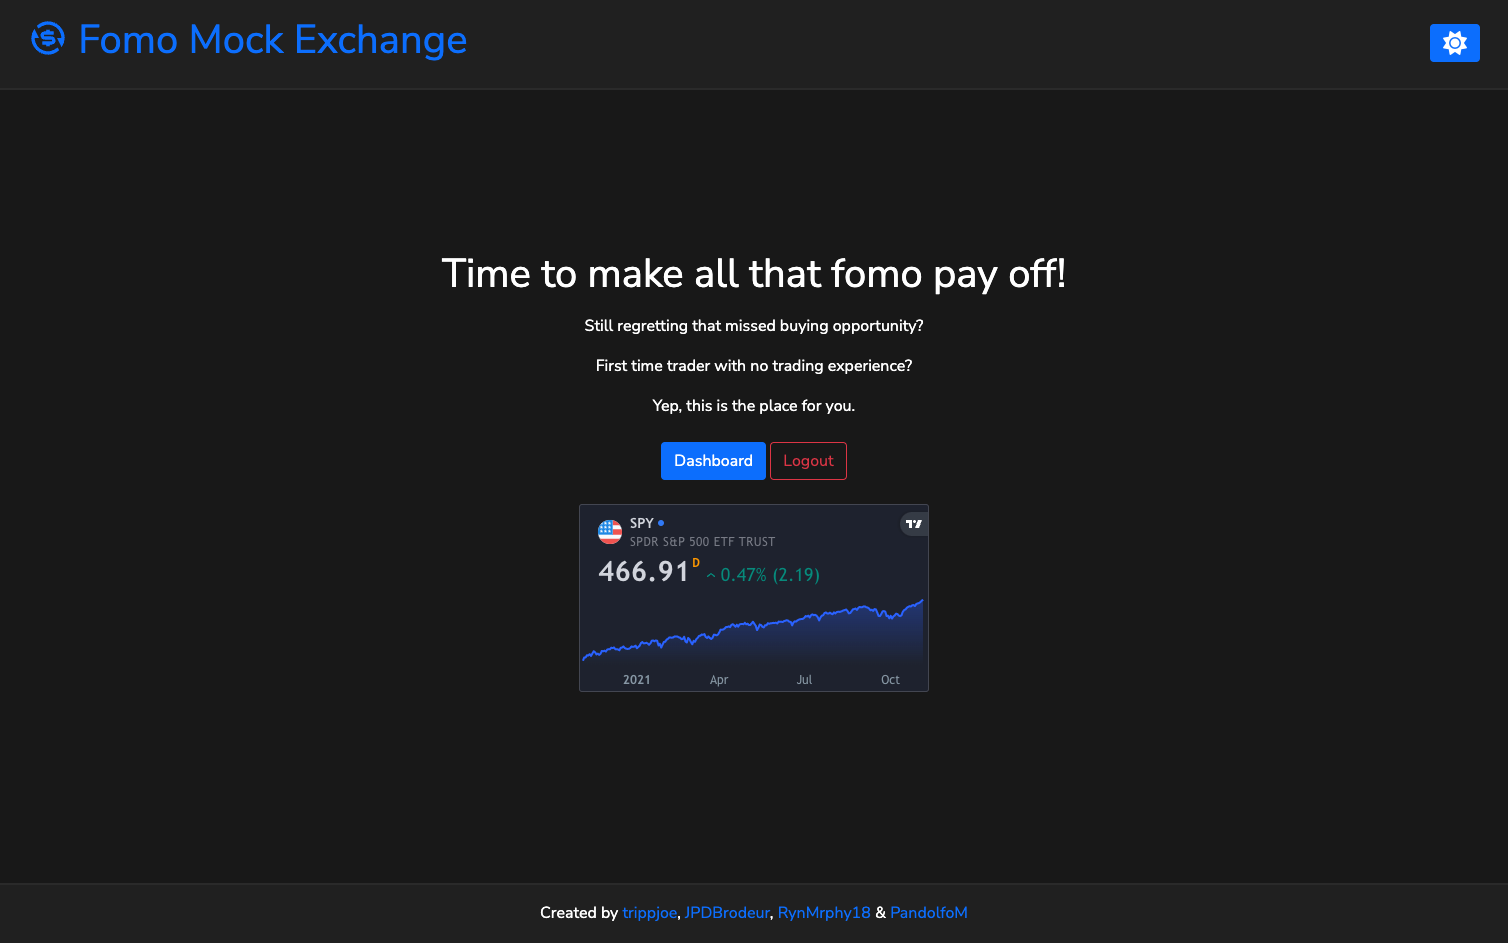 Fomo Mock Exchange
Time to make all that fomo pay off!
Still regretting that missed buying opportunity?
First time trader with no trading experience?
Yep, this is the place for you.
Dashboard Logout
SPY
SPDR S&P 500 ETF TRUST
466.91 D 0.47% (2.19)
2021 Apr Jul Oct
Created by trippjoe, JPDBrodeur, RynMrphy18 & PandolfoM